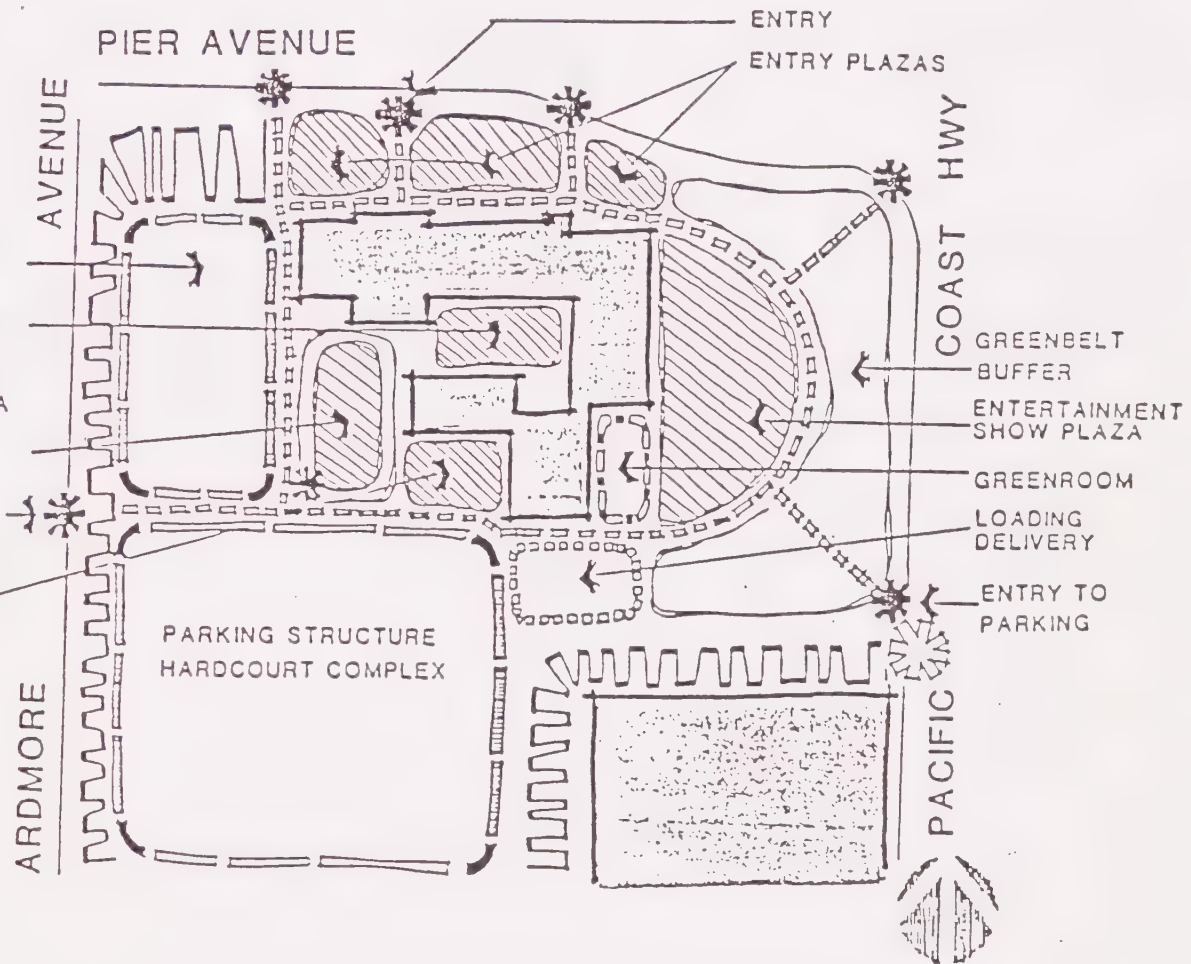 ENTRY
PIER AVENUE
ENTRY PLAZAS
AVENUE
HWY
COAST
GREENBELT
BUFFER
A
ENTERTAINMENT
SHOW PLAZA
GREENROOM
LOADING
DELIVERY
ENTRY TO
PARKING
PARKING STRUCTURE
HARDCOURT COMPLEX
ARDMORE
PACIFIC